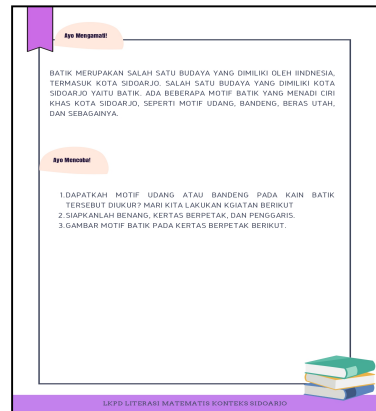 Ayo Mengamati!
BATIK MERUPAKAN SALAH SATU BUDAYA YANG DIMILIKI OLEH IINDNESIA,
TERMASUK KOTA SIDOARJO. SALAH SATU BUDAYA YANG DIMILIKI KOTA
SIDOARJO YAITU BATIK. ADA BEBERAPA MOTIF BATIK YANG MENADI CIRI
KHAS KOTA SIDOARJO, SEPERTI MOTIF UDANG, BANDENG, BERAS UTAH,
DAN SEBAGAINYA.
Ayo Mencoba!
1.DAPATKAH MOTIF UDANG ATAU BANDENG PADA KAIN BATIK
TERSEBUT DIUKUR? MARI KITA LAKUKAN KGIATAN BERIKUT
2.SIAPKANLAH BENANG, KERTAS BERPETAK, DAN PENGGARIS.
3.GAMBAR MOTIF BATIK PADA KERTAS BERPETAK BERIKUT.
LKPD LITERASI MATEMATIS KONTEKS SIDOARJO